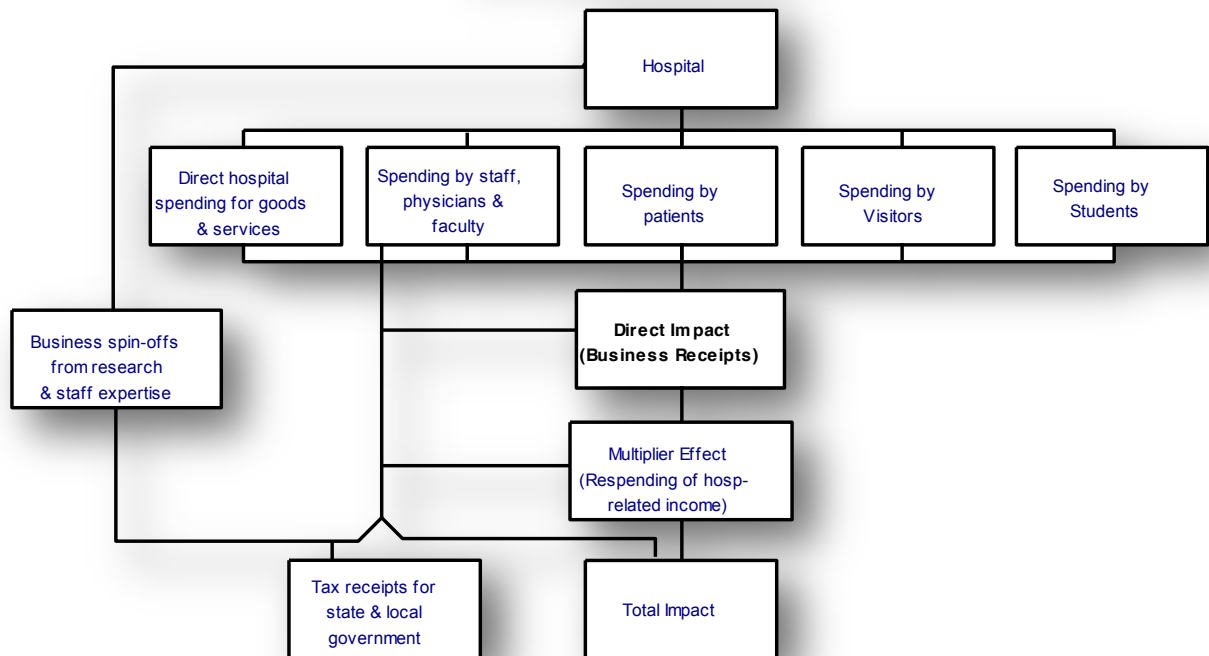 Hospital
Direct hospital
spending for goods
& services
Spending by staff,
physicians &
faculty
Spending by
patients
Spending by
Visitors
Spending by
Students
Business spin-offs
from research
& staff expertise
Direct Impact
(Business Receipts)
Multiplier Effect
(Respending of hosp-
related income)
Tax receipts for
state & local
government
Total Impact